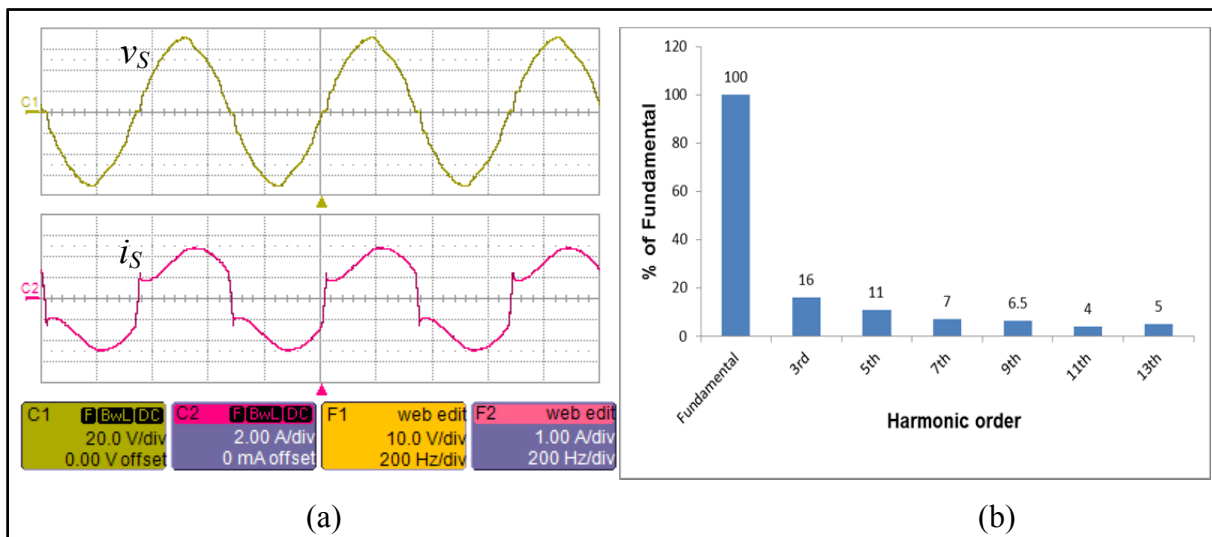 vS
C1
iS
C2
C1 F BwL DC
20.0 V/div
0.00 V offset
C2 F BwL DC
2.00 A/div
0 mA offset
F1 web edit
10.0 V/div
200 Hz/div
F2 web edit
1.00 A/div
200 Hz/div
(a)
% of Fundamental
120
100
80
60
40
20
0
100
16
11
7
6.5
4
5
Fundamental
3rd
5th
7th
9th
11th
13th
Harmonic order
(b)